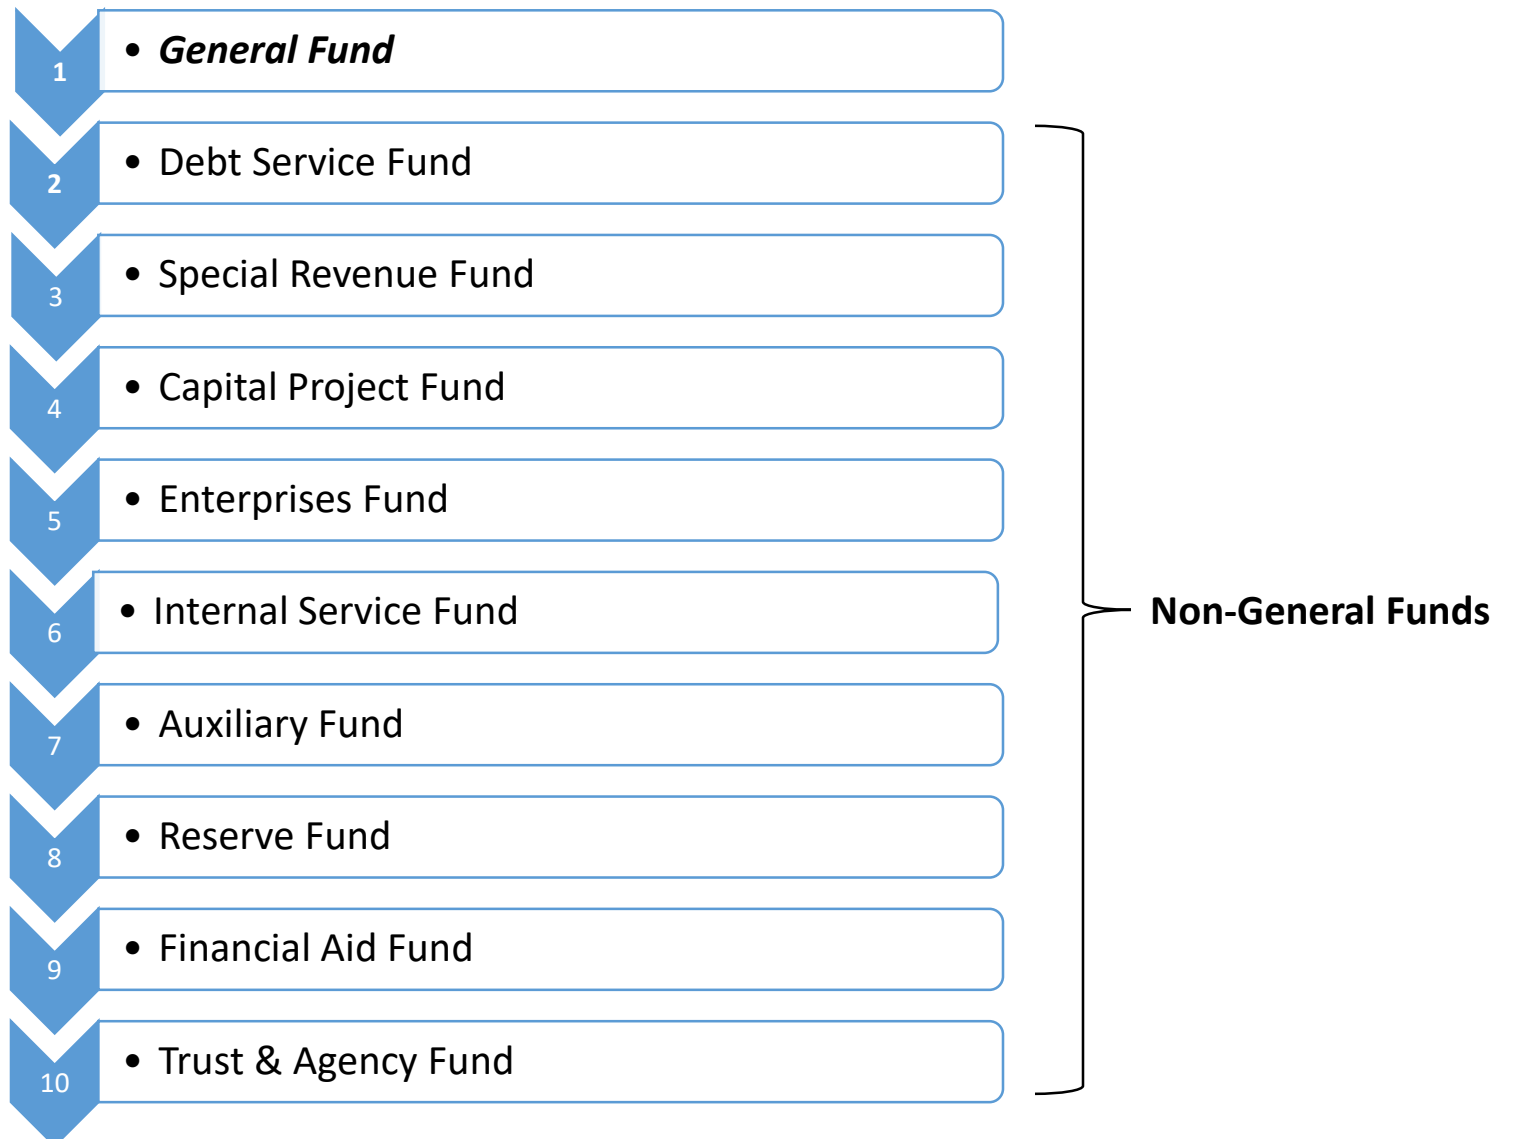 1
• General Fund
2
• Debt Service Fund
3
• Special Revenue Fund
4
• Capital Project Fund
5
• Enterprises Fund
6
• Internal Service Fund
Non-General Funds
7
• Auxiliary Fund
8
• Reserve Fund
9
• Financial Aid Fund
10
• Trust & Agency Fund